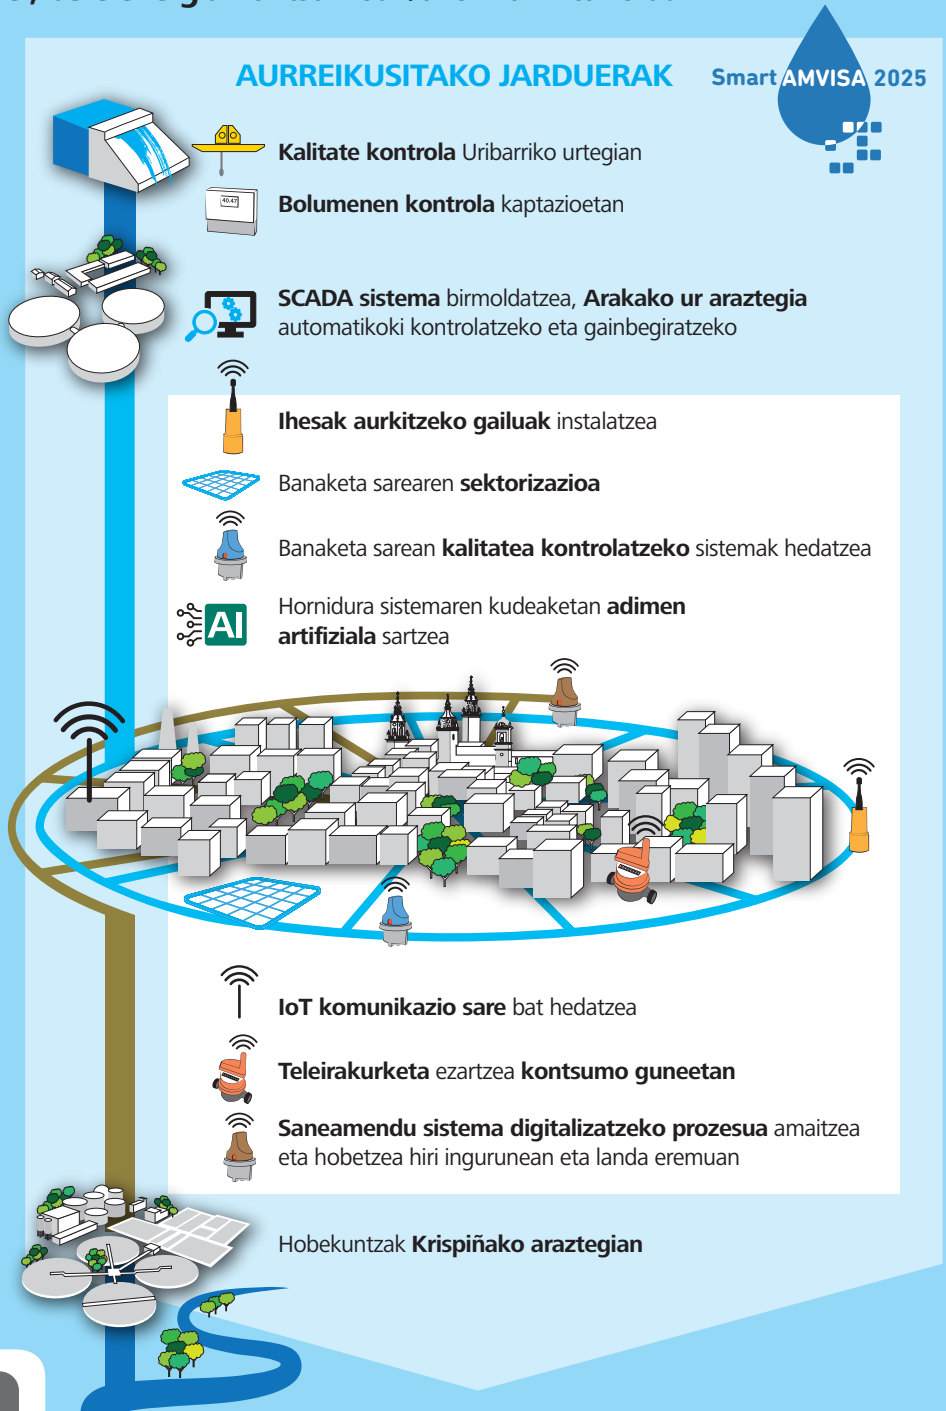 AURREIKUSITAKO JARDUERAK
Smart AMVISA 2025
Kalitate kontrola Uribarriko urtegian
40.47
Bolumenen kontrola kaptazioetan
SCADA sistema birmoldatzea, Arakako ur araztegia
automatikoki kontrolatzeko eta gainbegiratzeko
Ihesak aurkitzeko gailuak instalatzea
Banaketa sarearen sektorizazioa
Banaketa sarean kalitatea kontrolatzeko sistemak hedatzea
AI
Hornidura sistemaren kudeaketan adimen
artifiziala sartzea
IoT komunikazio sare bat hedatzea
Teleirakurketa ezartzea kontsumo guneetan
Saneamendu sistema digitalizatzeko prozesua amaitzea
eta hobetzea hiri ingurunean eta landa eremuan
Hobekuntzak Krispiñako araztegian